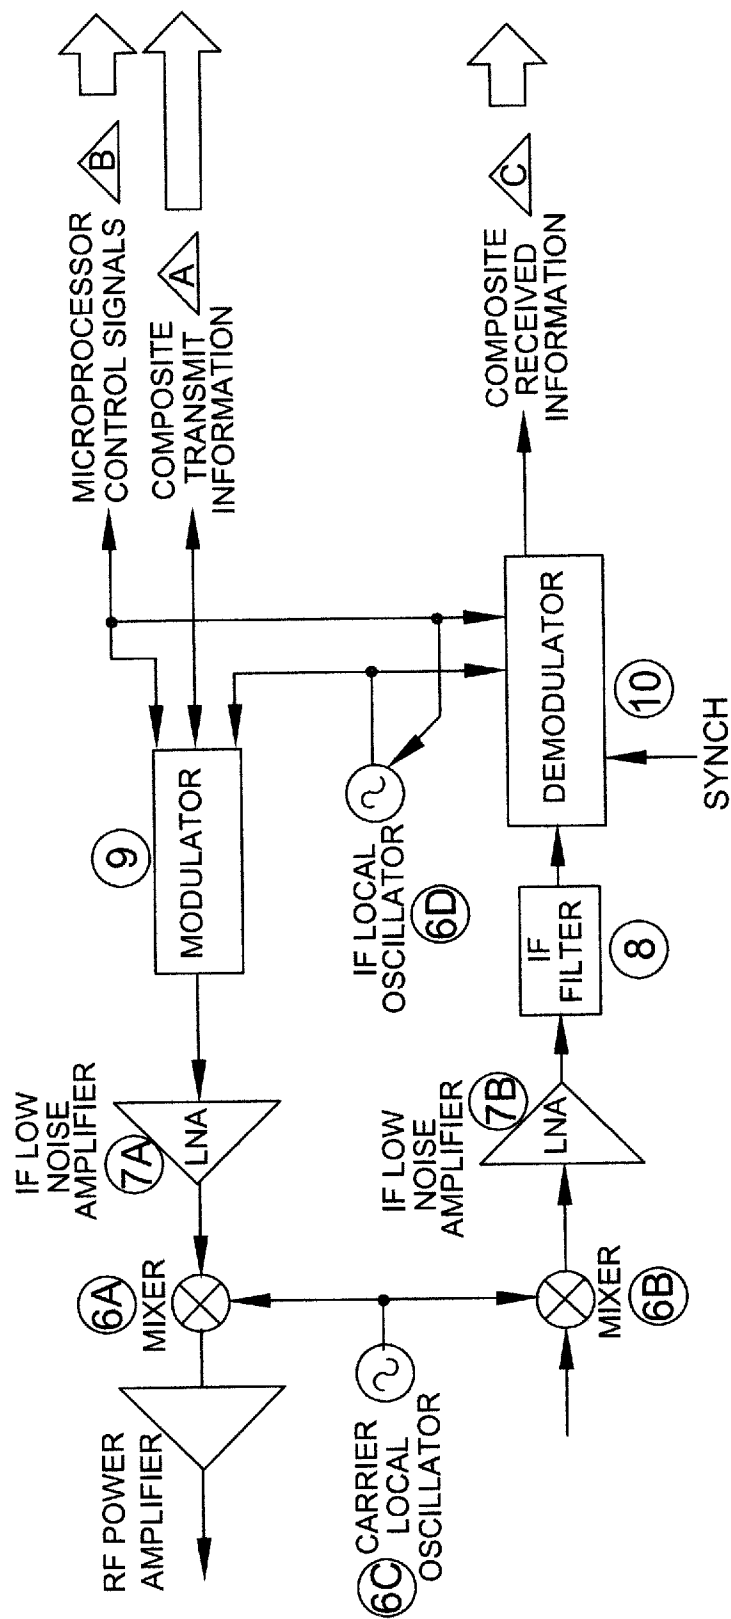 MICROPROCESSOR
CONTROL SIGNALS
B
COMPOSITE
TRANSMIT
INFORMATION
A
9
MODULATOR
IF LOW
NOISE
AMPLIFIER
7A
LNA
6A
MIXER
RF POWER
AMPLIFIER
IF LOCAL
OSCILLATOR
6D
6C
CARRIER
LOCAL
OSCILLATOR
COMPOSITE
RECEIVED
INFORMATION
C
DEMODULATOR
10
SYNCH
IF
FILTER
8
IF LOW
NOISE
AMPLIFIER
7B
LNA
MIXER
6B